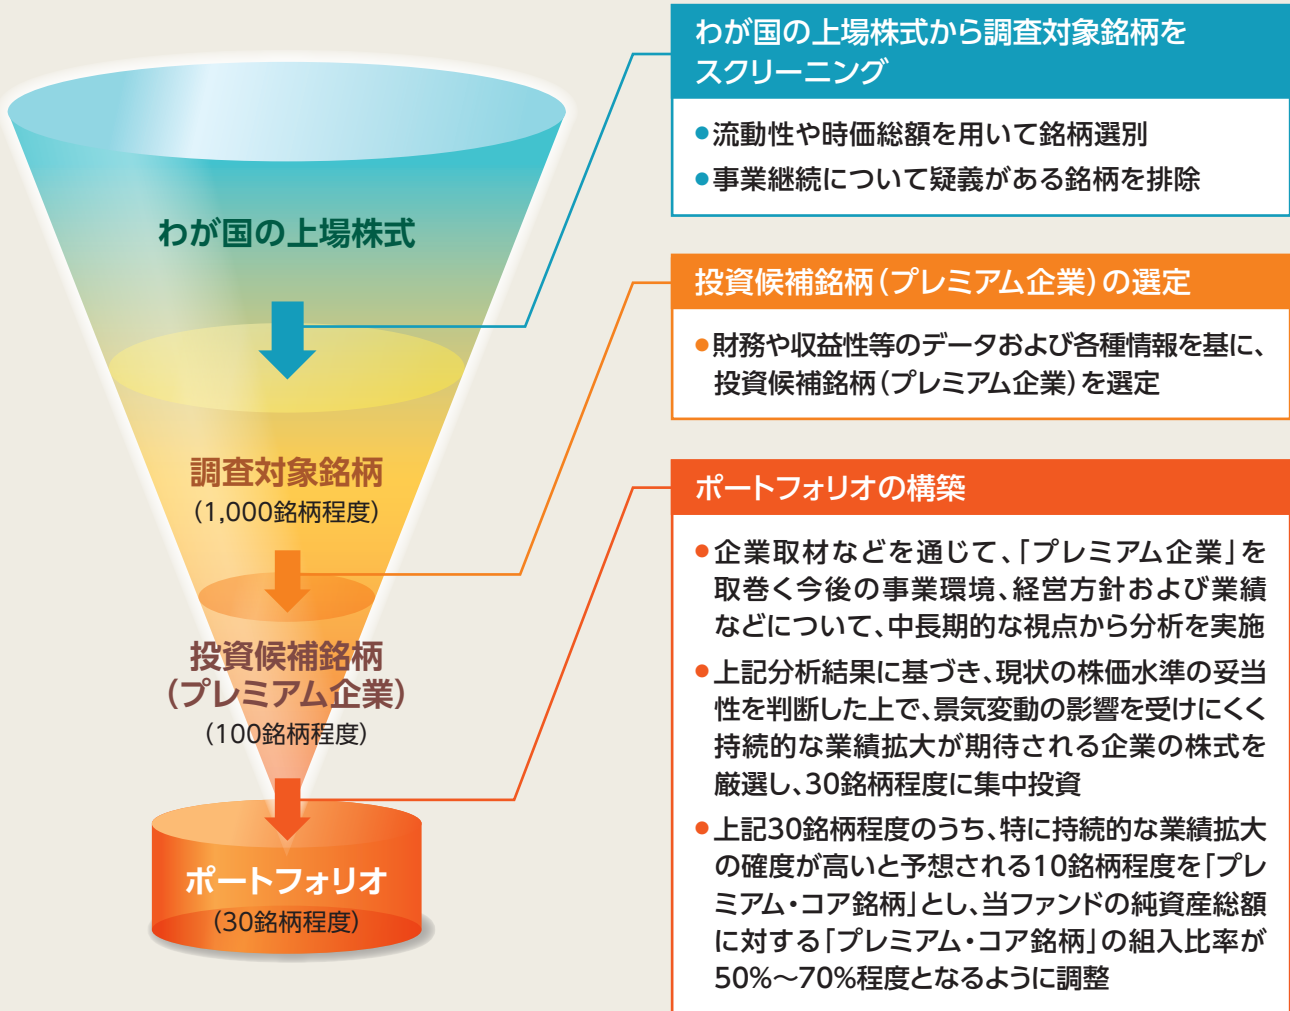 わが国の上場株式
調査対象銘柄
(1,000銘柄程度)
投資候補銘柄
(プレミアム企業)
(100銘柄程度)
ポートフォリオ
(30銘柄程度)
わが国の上場株式から調査対象銘柄を
スクリーニング
●流動性や時価総額を用いて銘柄選別
●事業継続について疑義がある銘柄を排除
投資候補銘柄(プレミアム企業)の選定
●財務や収益性等のデータおよび各種情報を基に、
投資候補銘柄(プレミアム企業)を選定
ポートフォリオの構築
●企業取材などを通じて、「プレミアム企業」を
取巻く今後の事業環境、経営方針および業績
などについて、中長期的な視点から分析を実施
●上記分析結果に基づき、現状の株価水準の妥当
性を判断した上で、景気変動の影響を受けにくく
持続的な業績拡大が期待される企業の株式を
厳選し、30銘柄程度に集中投資
●上記30銘柄程度のうち、特に持続的な業績拡大
の確度が高いと予想される10銘柄程度を「プレ
ミアム・コア銘柄」とし、当ファンドの純資産総額
に対する「プレミアム・コア銘柄」の組入比率が
50%～70%程度となるように調整